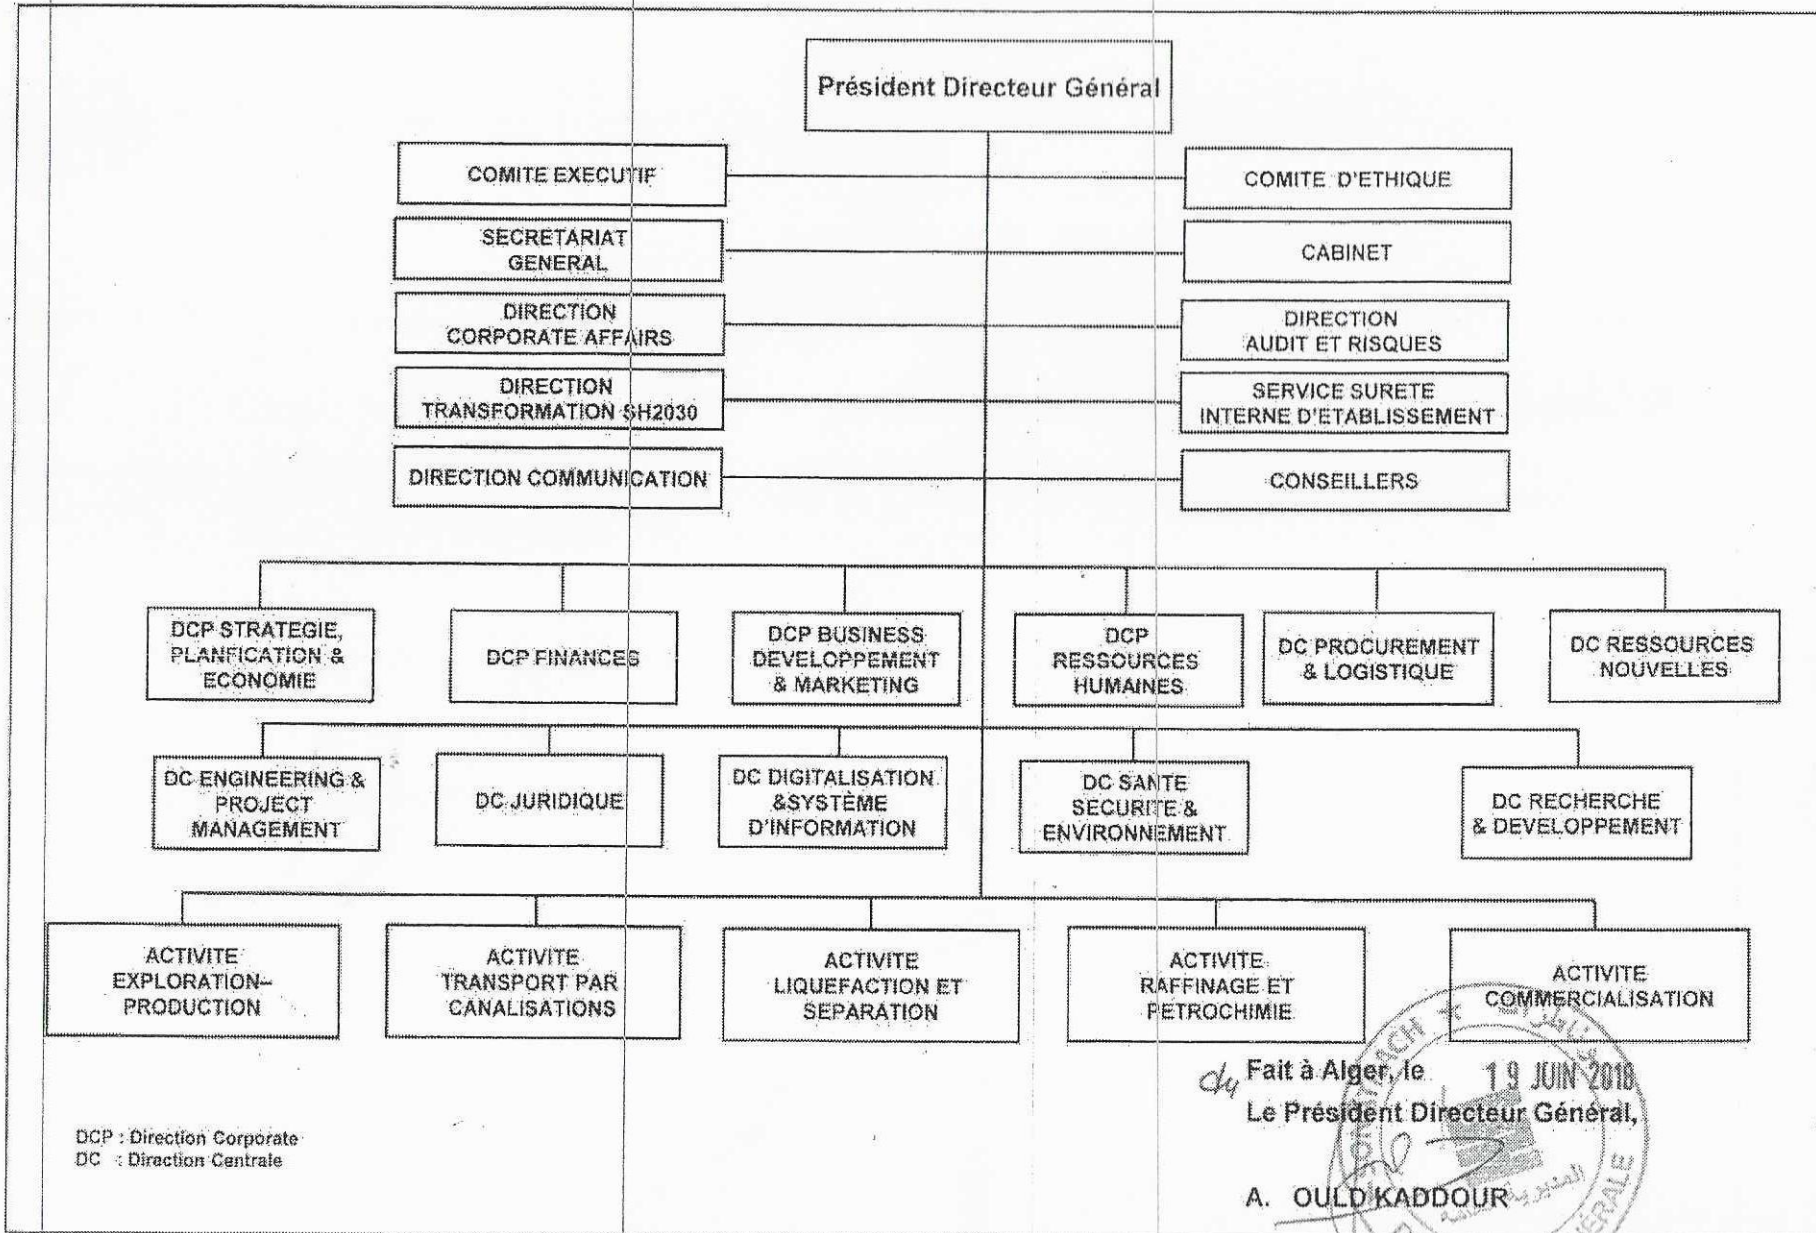 Président Directeur Général
COMITE EXECUTIF
COMITE D'ETHIQUE
SECRETARIAT
GENERAL
CABINET
DIRECTION
CORPORATE AFFAIRS
DIRECTION
AUDIT ET RISQUES
DIRECTION
TRANSFORMATION SH2030
SERVICE SURETE
INTERNE D'ETABLISSEMENT
DIRECTION COMMUNICATION
CONSEILLERS
DCP STRATEGIE,
PLANFICATION &
ECONOMIE
DCP FINANCES
DCP BUSINESS
DEVELOPPEMENT
& MARKETING
DCP
RESSOURCES
HUMAINES
DC PROCUREMENT
& LOGISTIQUE
DC RESSOURCES
NOUVELLES
DC ENGINEERING &
PROJECT
MANAGEMENT
DC JURIDIQUE
DC DIGITALISATION
&SYSTÈME
D'INFORMATION
DC SANTE
SECURITE &
ENVIRONNEMENT
DC RECHERCHE
& DEVELOPPEMENT
ACTIVITE
EXPLORATION–
PRODUCTION
ACTIVITE
TRANSPORT PAR
CANALISATIONS
ACTIVITE
LIQUEFACTION ET
SEPARATION
ACTIVITE
RAFFINAGE ET
PETROCHIMIE
ACTIVITE
COMMERCIALISATION
Fait à Alger, le 19 JUIN 2018
Le Président Directeur Général,
A. OULD KADDOUR
DCP : Direction Corporate
DC : Direction Centrale
SONATRACH
سوناطراك